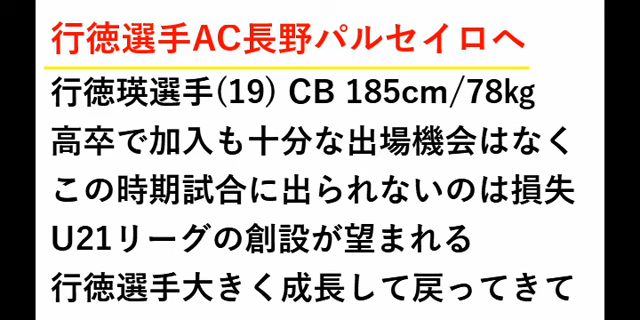 行徳選手AC長野パルセイロへ
行徳瑛選手(19) CB 185cm/78kg
高卒で加入も十分な出場機会はなく
この時期試合に出られないのは損失
U21リーグの創設が望まれる
行徳選手大きく成長して戻ってきて